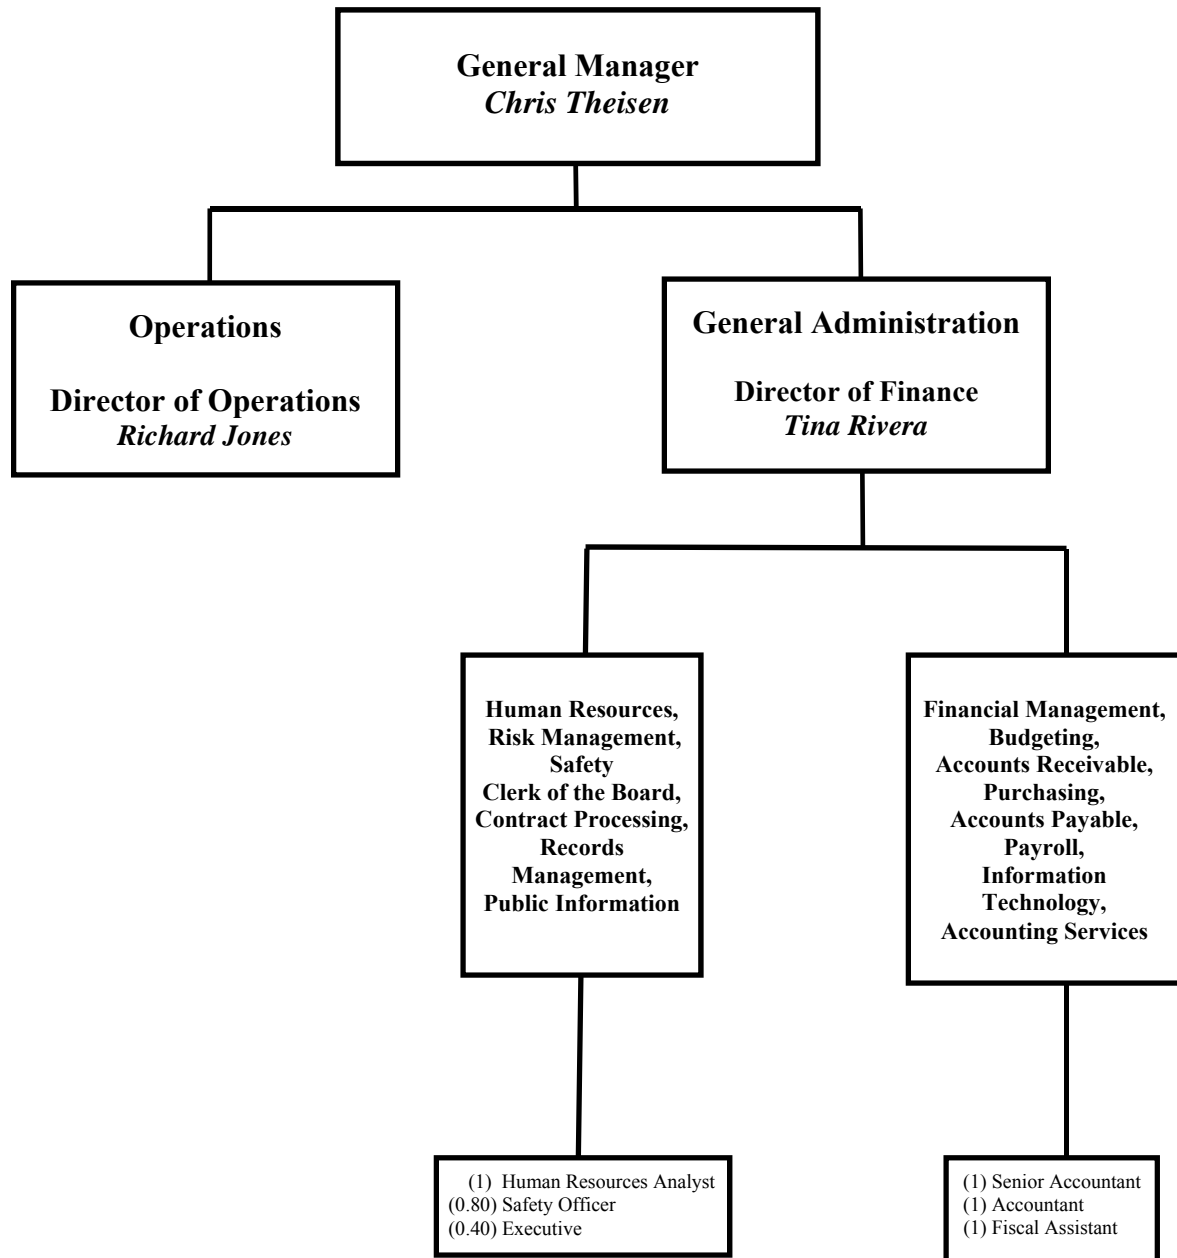 General Manager
Chris Theisen
Operations
Director of Operations
Richard Jones
General Administration
Director of Finance
Tina Rivera
Human Resources,
Risk Management,
Safety
Clerk of the Board,
Contract Processing,
Records
Management,
Public Information
Financial Management,
Budgeting,
Accounts Receivable,
Purchasing,
Accounts Payable,
Payroll,
Information
Technology,
Accounting Services
(1) Human Resources Analyst
(0.80) Safety Officer
(0.40) Executive
(1) Senior Accountant
(1) Accountant
(1) Fiscal Assistant